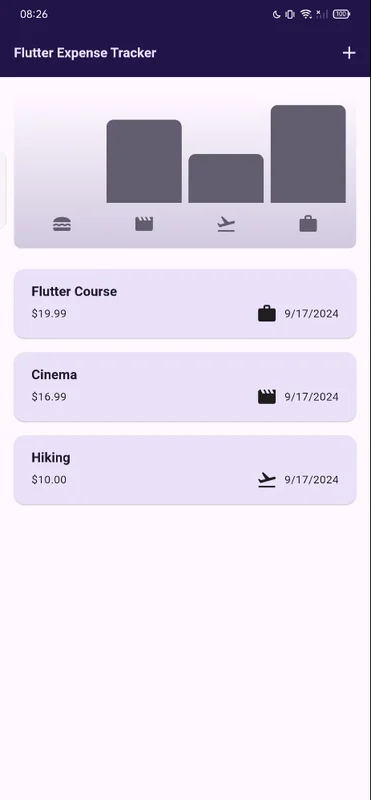 08:26
100
Flutter Expense Tracker
Flutter Course
$19.99
9/17/2024
Cinema
$16.99
9/17/2024
Hiking
$10.00
9/17/2024